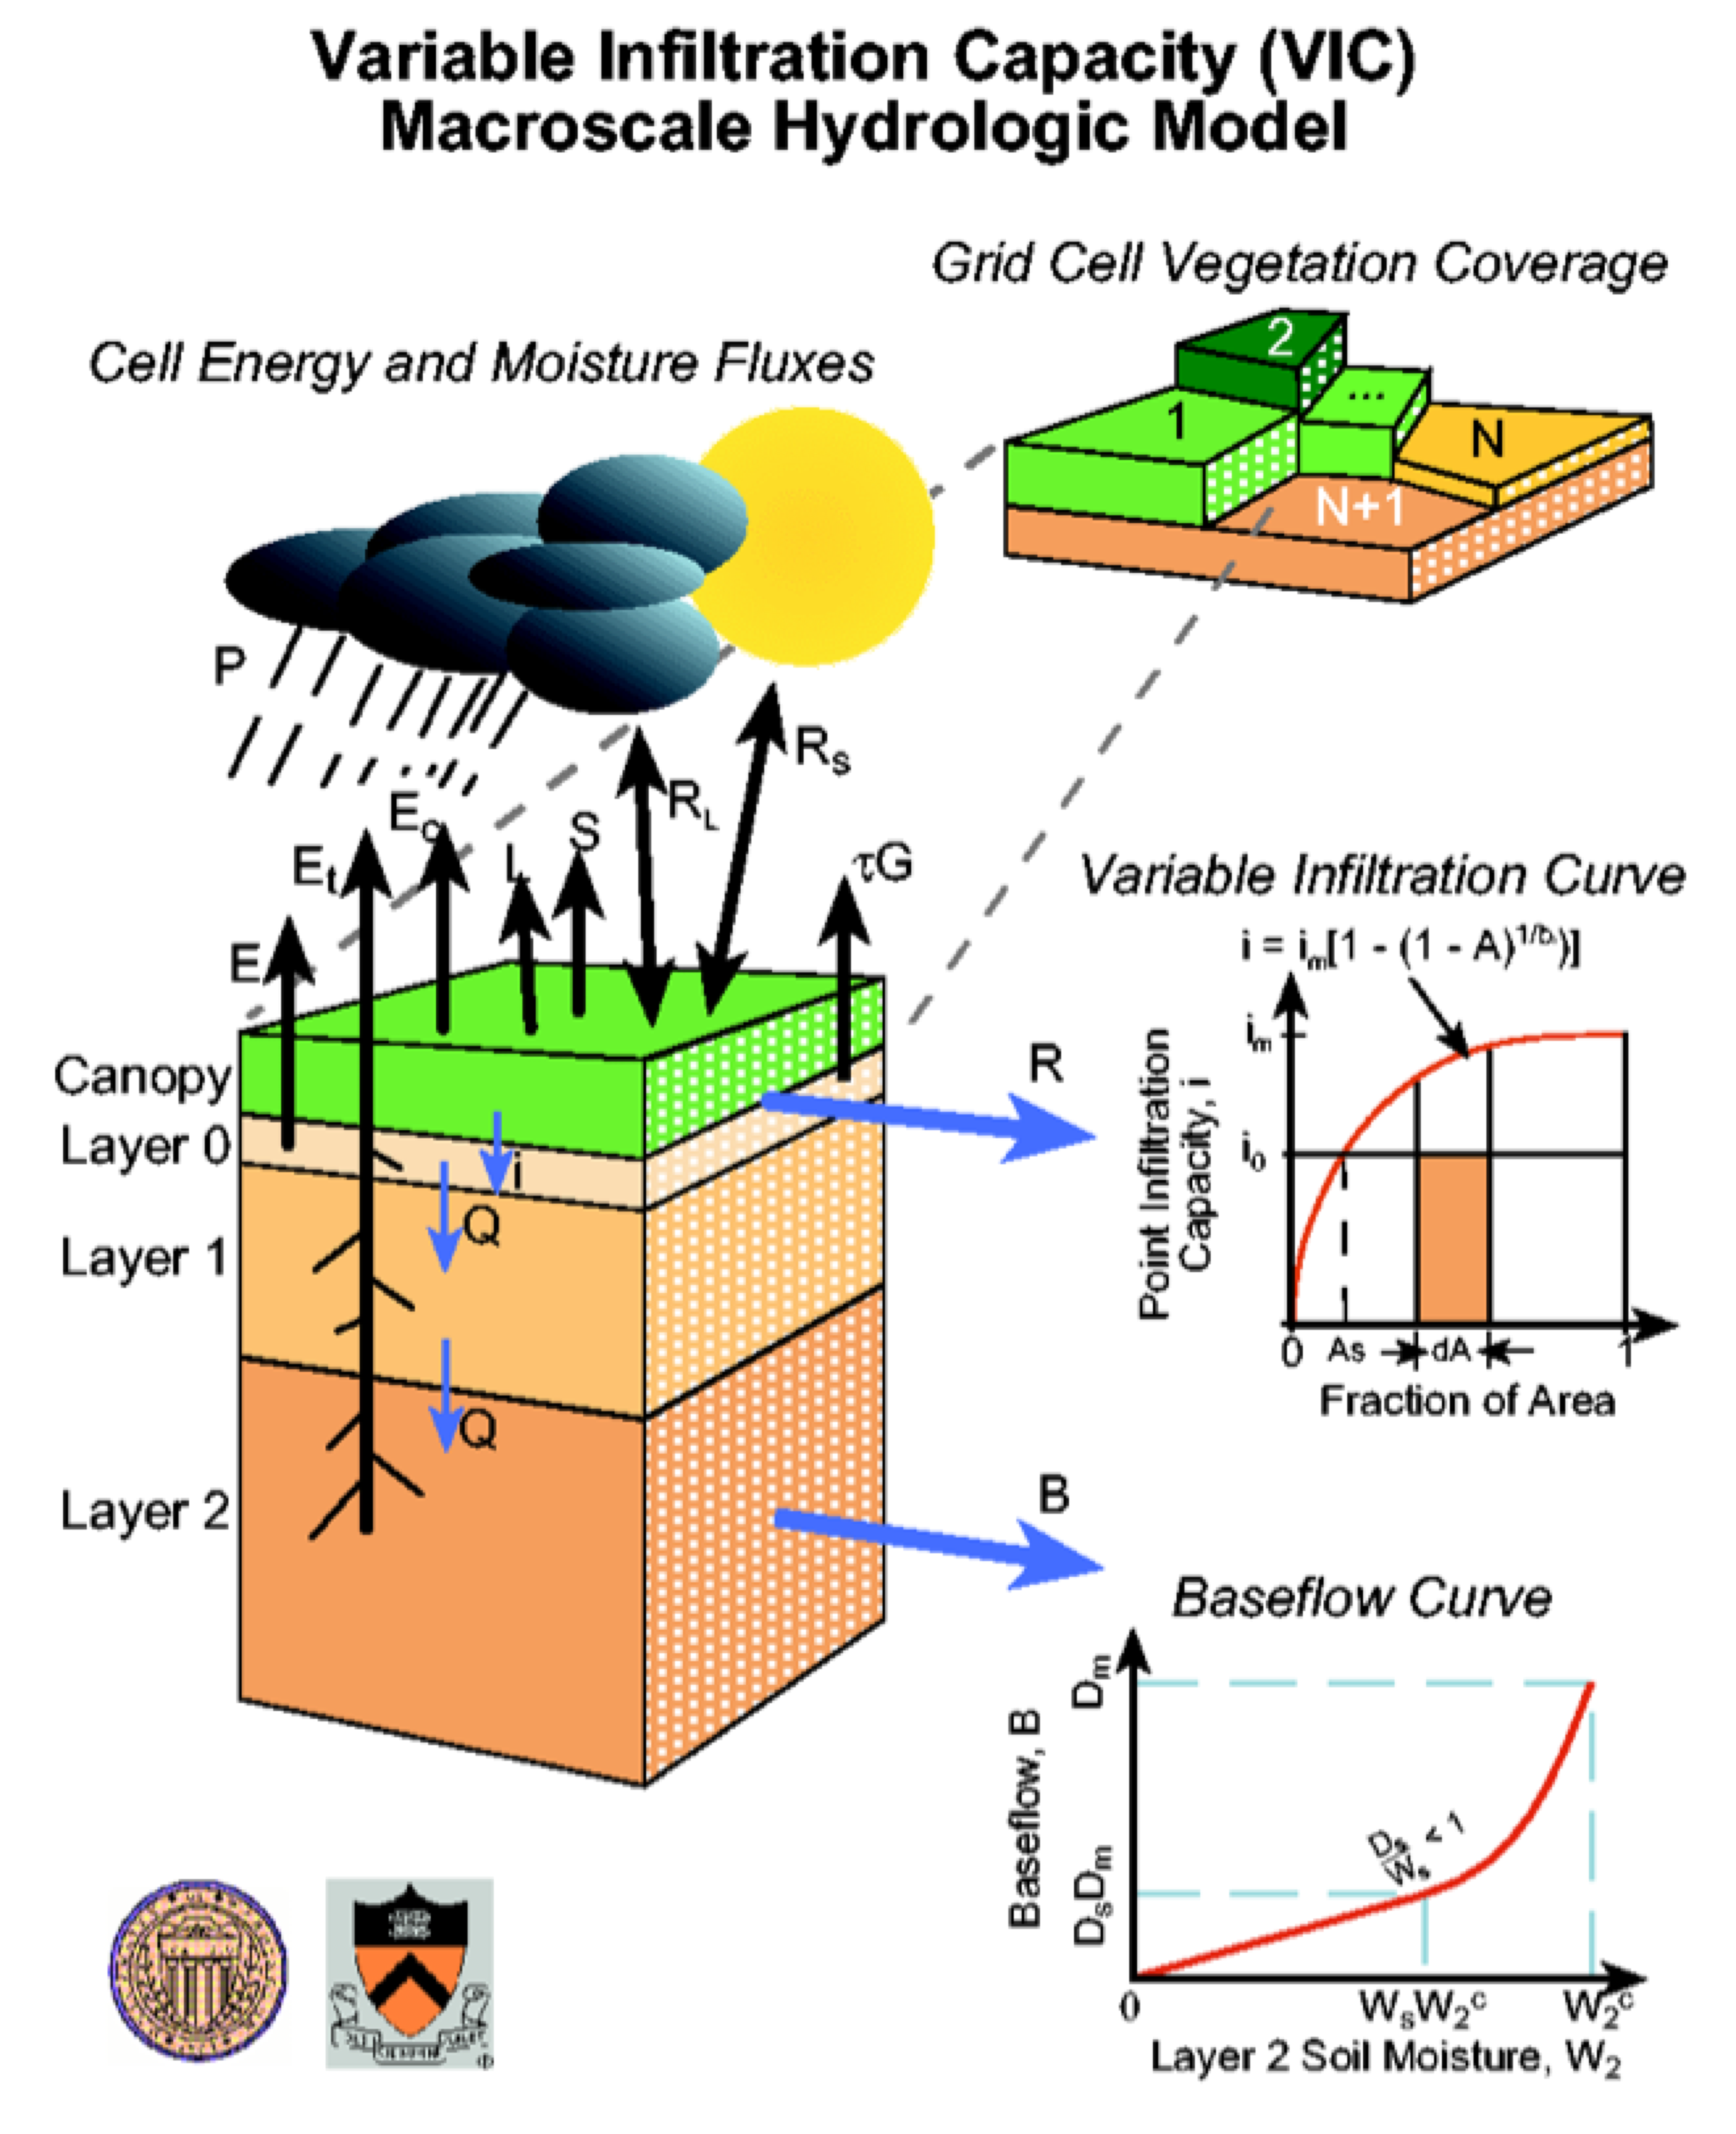 Variable Infiltration Capacity (VIC)
Macroscale Hydrologic Model
Grid Cell Vegetation Coverage
Cell Energy and Moisture Fluxes
2
1
...
N
N+1
P
Rs
RL
Ec
S
L
Et
τG
E
Canopy
Layer 0
i
Q
Layer 1
Q
Layer 2
R
B
Variable Infiltration Curve
i = im[1 - (1 - A)1/b)]
Point Infiltration
Capacity, i
im
i0
0 As dA 1
Fraction of Area
Baseflow Curve
Baseflow, B
Dm
DsDm
Ds/Ws < 1
0 WsW2c W2c
Layer 2 Soil Moisture, W2